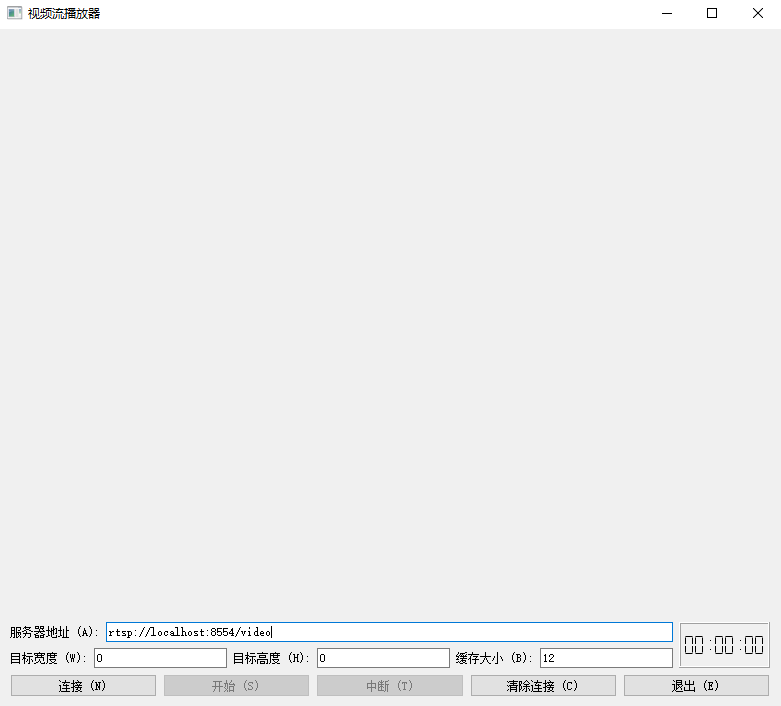 视频流播放器
服务器地址 (A): rtsp://localhost:8554/video 00:00:00
目标宽度 (W): 0 目标高度 (H): 0 缓存大小 (B): 12
连接 (N) 开始 (S) 中断 (T) 清除连接 (C) 退出 (E)